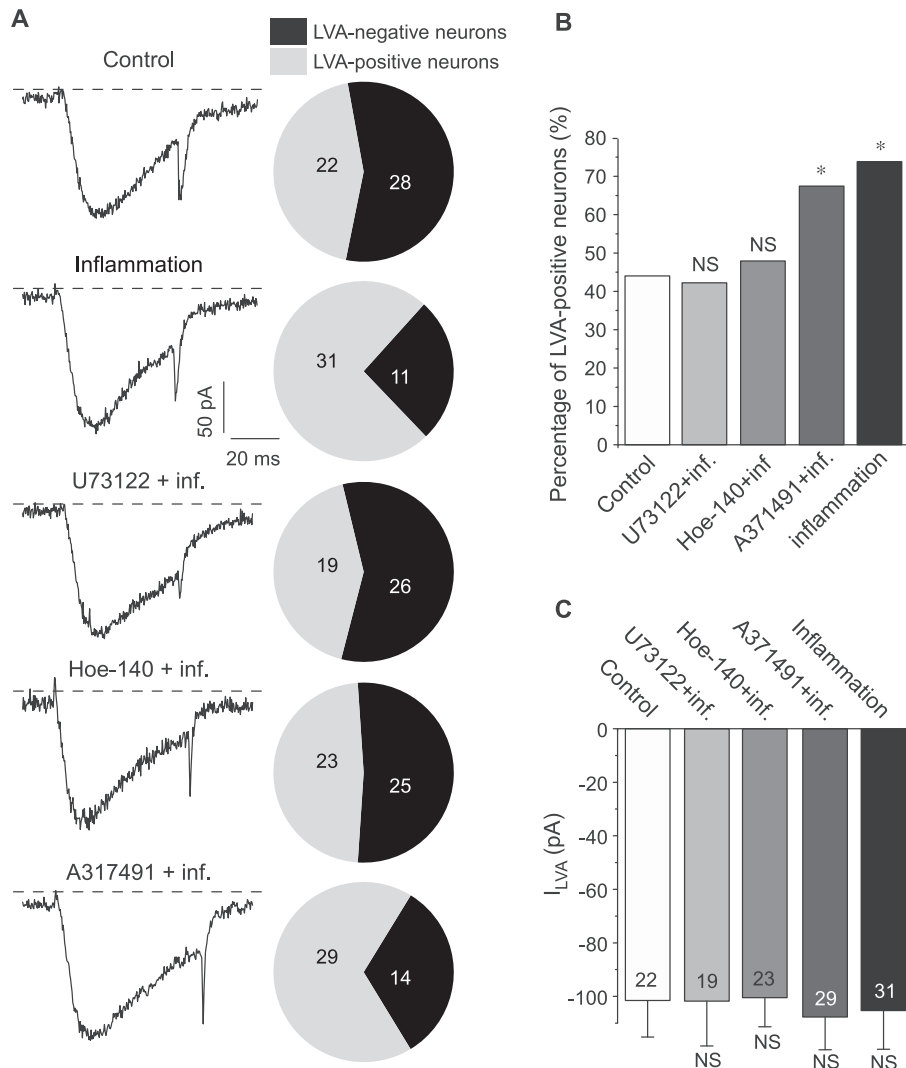 A
LVA-negative neurons
LVA-positive neurons
Control
22
28
Inflammation
31
11
50 pA
20 ms
U73122 + inf.
19
26
Hoe-140 + inf.
23
25
A317491 + inf.
29
14
B
Percentage of LVA-positive neurons (%)
80
70
60
50
40
30
20
10
0
NS
NS
*
*
Control
U73122+inf.
Hoe-140+inf
A371491+inf.
inflammation
C
Control
U73122+inf.
Hoe-140+inf.
A371491+inf.
Inflammation
I_LVA (pA)
0
-20
-40
-60
-80
-100
22
19
23
29
31
NS
NS
NS
NS